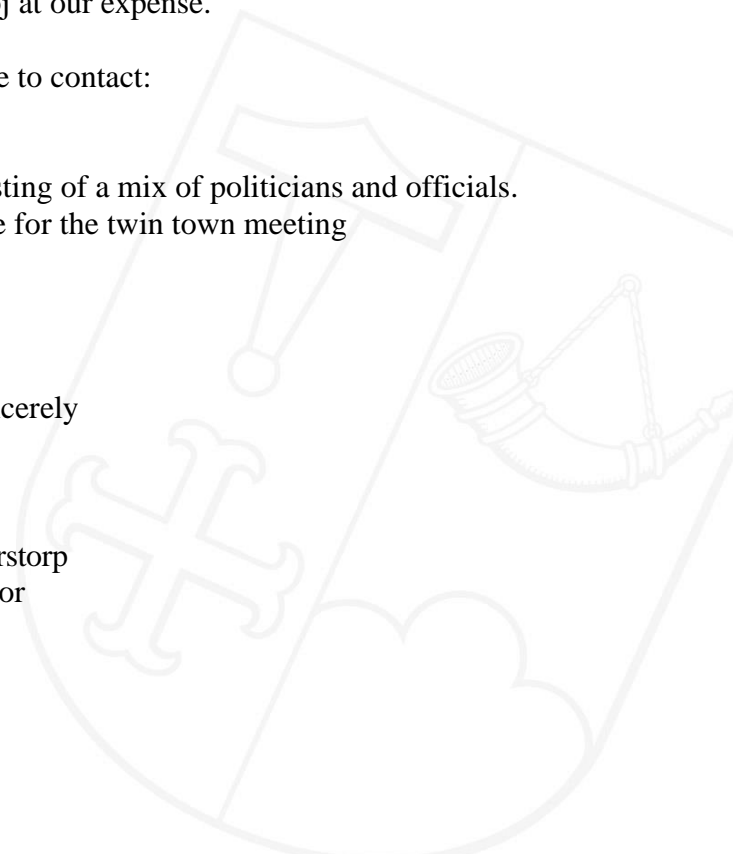 j at our expense.
e to contact:
sting of a mix of politicians and officials.
e for the twin town meeting
cerely
rstorp
or